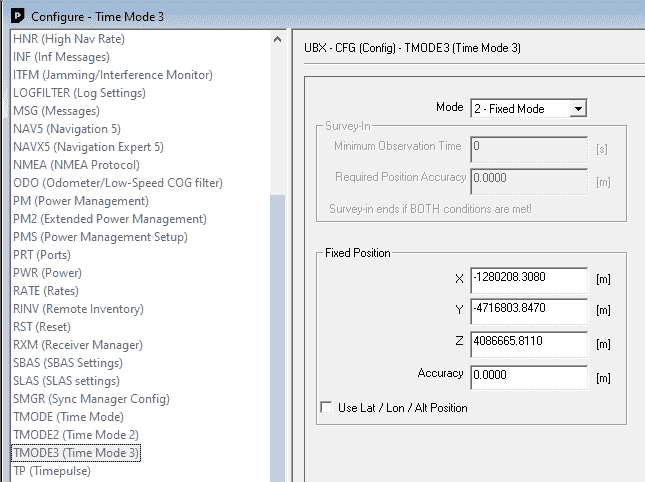 Configure - Time Mode 3
HNR (High Nav Rate)
INF (Inf Messages)
ITFM (Jamming/Interference Monitor)
LOGFILTER (Log Settings)
MSG (Messages)
NAV5 (Navigation 5)
NAVX5 (Navigation Expert 5)
NMEA (NMEA Protocol)
ODO (Odometer/Low-Speed COG filter)
PM (Power Management)
PM2 (Extended Power Management)
PMS (Power Management Setup)
PRT (Ports)
PWR (Power)
RATE (Rates)
RINV (Remote Inventory)
RST (Reset)
RXM (Receiver Manager)
SBAS (SBAS Settings)
SLAS (SLAS settings)
SMGR (Sync Manager Config)
TMODE (Time Mode)
TMODE2 (Time Mode 2)
TMODE3 (Time Mode 3)
TP (Timepulse)
UBX - CFG (Config) - TMODE3 (Time Mode 3)
Mode 2 - Fixed Mode
Survey-In
Minimum Observation Time 0 [s]
Required Position Accuracy 0.0000 [m]
Survey-in ends if BOTH conditions are met!
Fixed Position
X -1280208.3080 [m]
Y -4716803.8470 [m]
Z 4086665.8110 [m]
Accuracy 0.0000 [m]
Use Lat / Lon / Alt Position